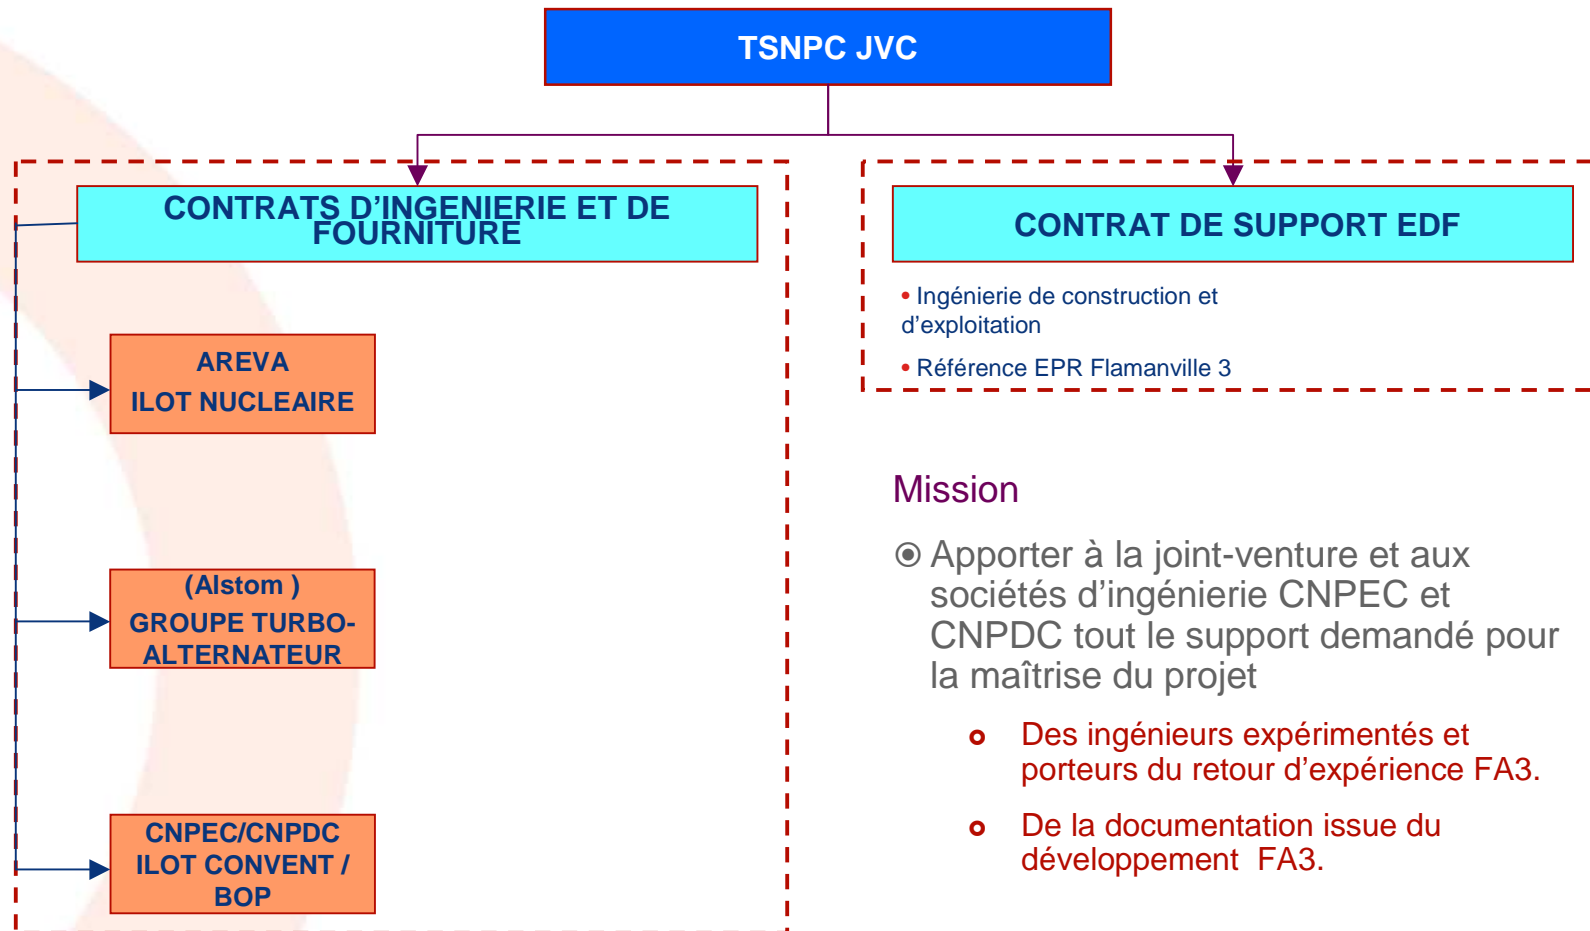 TSNPC JVC
CONTRATS D'INGENIERIE ET DE
FOURNITURE
AREVA
ILOT NUCLEAIRE
(Alstom )
GROUPE TURBO-
ALTERNATEUR
CNPEC/CNPDC
ILOT CONVENT /
BOP
CONTRAT DE SUPPORT EDF
• Ingénierie de construction et
d’exploitation
• Référence EPR Flamanville 3
Mission
Apporter à la joint-venture et aux
sociétés d’ingénierie CNPEC et
CNPDC tout le support demandé pour
la maîtrise du projet
Des ingénieurs expérimentés et
porteurs du retour d’expérience FA3.
De la documentation issue du
développement FA3.